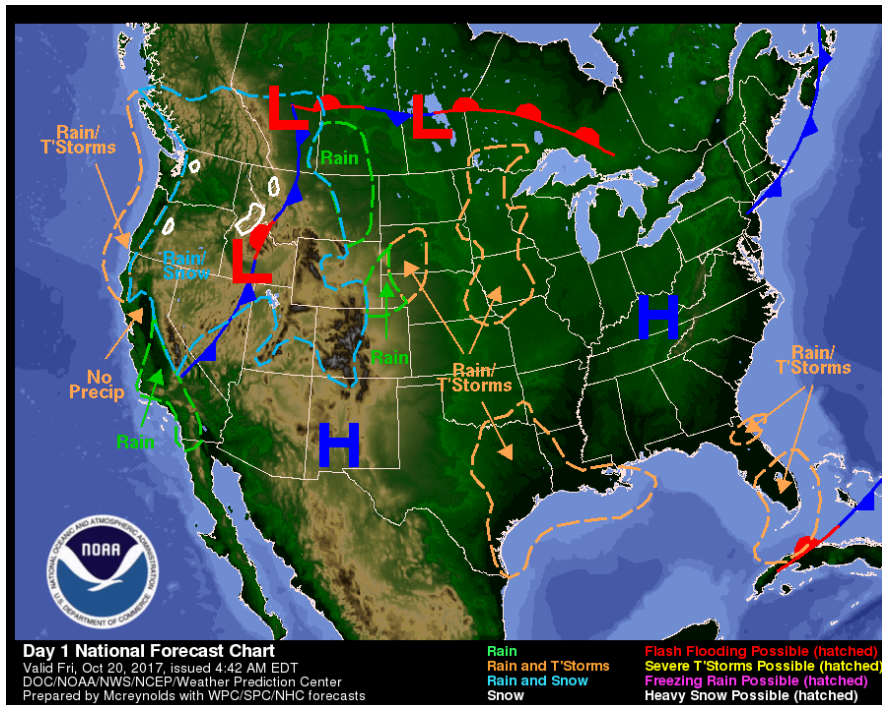 L
L
Rain/
T'Storms
Rain
Rain/
Snow
L
H
Rain
Rain/
T'Storms
Rain/
T'Storms
No
Precip
Rain
H
NATIONAL OCEANIC AND ATMOSPHERIC ADMINISTRATION
NOAA
U.S. DEPARTMENT OF COMMERCE
Day 1 National Forecast Chart
Valid Fri, Oct 20, 2017, issued 4:42 AM EDT
DOC/NOAA/NWS/NCEP/Weather Prediction Center
Prepared by Mcreynolds with WPC/SPC/NHC forecasts
Rain
Rain and T'Storms
Rain and Snow
Snow
Flash Flooding Possible (hatched)
Severe T'Storms Possible (hatched)
Freezing Rain Possible (hatched)
Heavy Snow Possible (hatched)